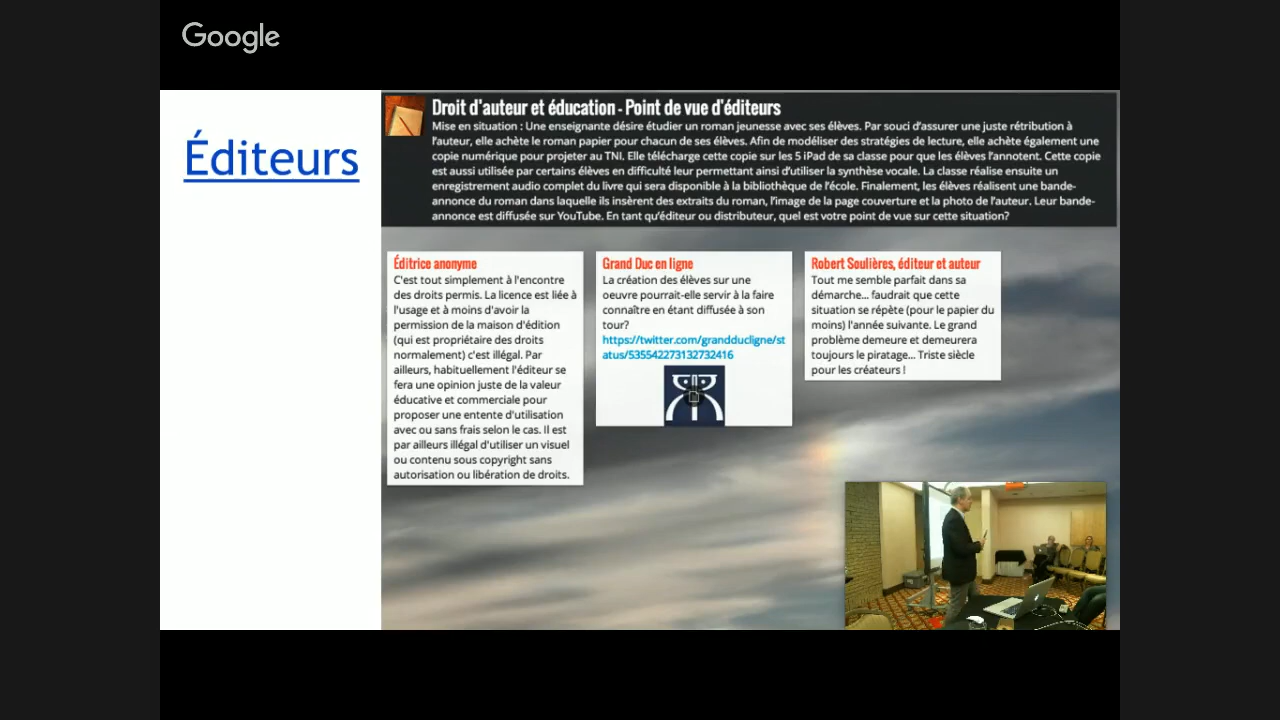 Google
Éditeurs
Droit d'auteur et éducation - Point de vue d'éditeurs
Mise en situation : Une enseignante désire étudier un roman jeunesse avec ses élèves. Par souci d'assurer une juste rétribution à
l'auteur, elle achète le roman papier pour chacun de ses élèves. Afin de modéliser des stratégies de lecture, elle achète également une
copie numérique pour projeter au TNI. Elle télécharge cette copie sur les 5 iPad de sa classe pour que les élèves l'annotent. Cette copie
est aussi utilisée par certains élèves en difficulté leur permettant ainsi d'utiliser la synthèse vocale. La classe réalise ensuite un
enregistrement audio complet du livre qui sera disponible à la bibliothèque de l'école. Finalement, les élèves réalisent une bande-
annonce du roman dans laquelle ils insèrent des extraits du roman, l'image de la page couverture et la photo de l'auteur. Leur bande-
annonce est diffusée sur YouTube. En tant qu'éditeur ou distributeur, quel est votre point de vue sur cette situation?
Éditrice anonyme
C'est tout simplement à l'encontre
des droits permis. La licence est liée à
l'usage et à moins d'avoir la
permission de la maison d'édition
(qui est propriétaire des droits
normalement) c'est illégal. Par
ailleurs, habituellement l'éditeur se
fera une opinion juste de la valeur
éducative et commerciale pour
proposer une entente d'utilisation
avec ou sans frais selon le cas. Il est
par ailleurs illégal d'utiliser un visuel
ou contenu sous copyright sans
autorisation ou libération de droits.
Grand Duc en ligne
La création des élèves sur une
oeuvre pourrait-elle servir à la faire
connaître en étant diffusée à son
tour?
https://twitter.com/grandducligne/st
atus/535542273132732416
Robert Soulières, éditeur et auteur
Tout me semble parfait dans sa
démarche... faudrait que cette
situation se répète (pour le papier du
moins) l'année suivante. Le grand
problème demeure et demeurera
toujours le piratage... Triste siècle
pour les créateurs !